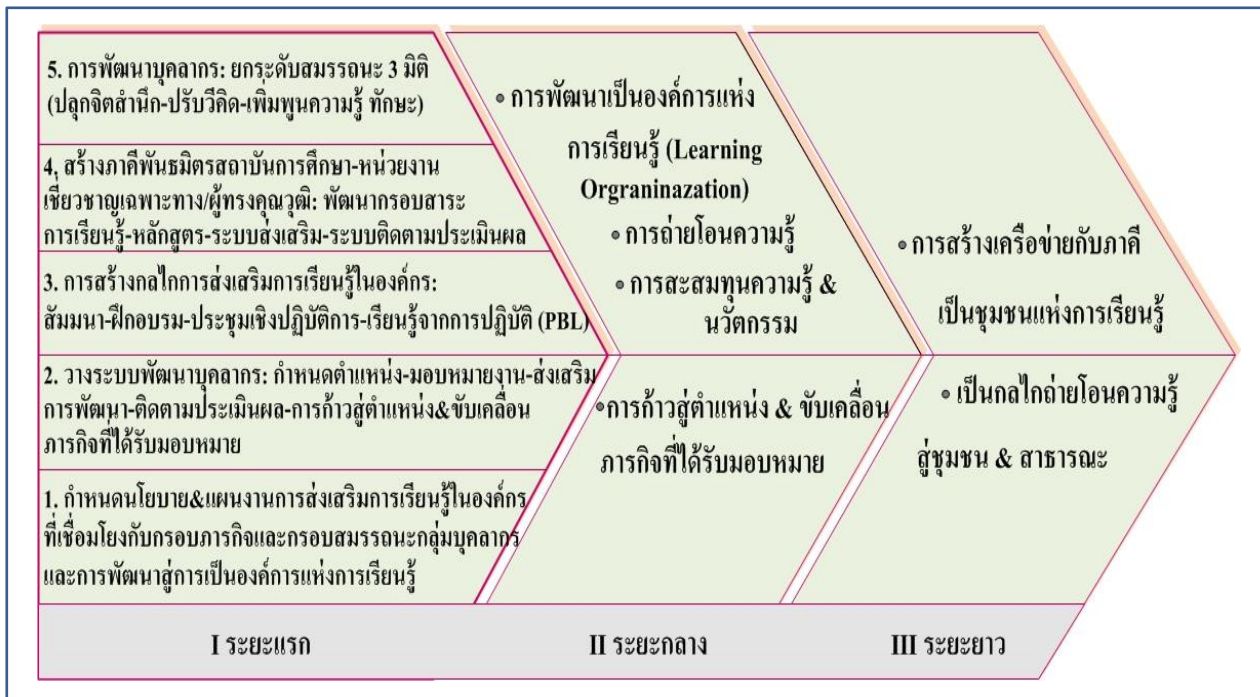 5. การพัฒนาบุคลากร: ยกระดับสมรรถนะ 3 มิติ
(ปลุกจิตสำนึก-ปรับวีคิด-เพิ่มพูนความรู้ ทักษะ)
4. สร้างภาคีพันธมิตรสถาบันการศึกษา-หน่วยงาน
เชี่ยวชาญเฉพาะทาง/ผู้ทรงคุณวุฒิ: พัฒนากรอบสาระ
การเรียนรู้-หลักสูตร-ระบบส่งเสริม-ระบบติดตามประเมินผล
3. การสร้างกลไกการส่งเสริมการเรียนรู้ในองค์กร:
สัมมนา-ฝึกอบรม-ประชุมเชิงปฏิบัติการ-เรียนรู้จากการปฏิบัติ (PBL)
2. วางระบบพัฒนาบุคลากร: กำหนดตำแหน่ง-มอบหมายงาน-ส่งเสริม
การพัฒนา-ติดตามประเมินผล-การก้าวสู่ตำแหน่ง&ขับเคลื่อน
ภารกิจที่ได้รับมอบหมาย
1. กำหนดนโยบาย&แผนงานการส่งเสริมการเรียนรู้ในองค์กร
ที่เชื่อมโยงกับกรอบภารกิจและกรอบสมรรถนะกลุ่มบุคลากร
และการพัฒนาสู่การเป็นองค์การแห่งการเรียนรู้
I ระยะแรก
• การพัฒนาเป็นองค์การแห่ง
การเรียนรู้ (Learning
Orgraninazation)
• การถ่ายโอนความรู้
• การสะสมทุนความรู้ &
นวัตกรรม
•การก้าวสู่ตำแหน่ง & ขับเคลื่อน
ภารกิจที่ได้รับมอบหมาย
II ระยะกลาง
• การสร้างเครือข่ายกับภาคี
เป็นชุมชนแห่งการเรียนรู้
• เป็นกลไกถ่ายโอนความรู้
สู่ชุมชน & สาธารณะ
III ระยะยาว